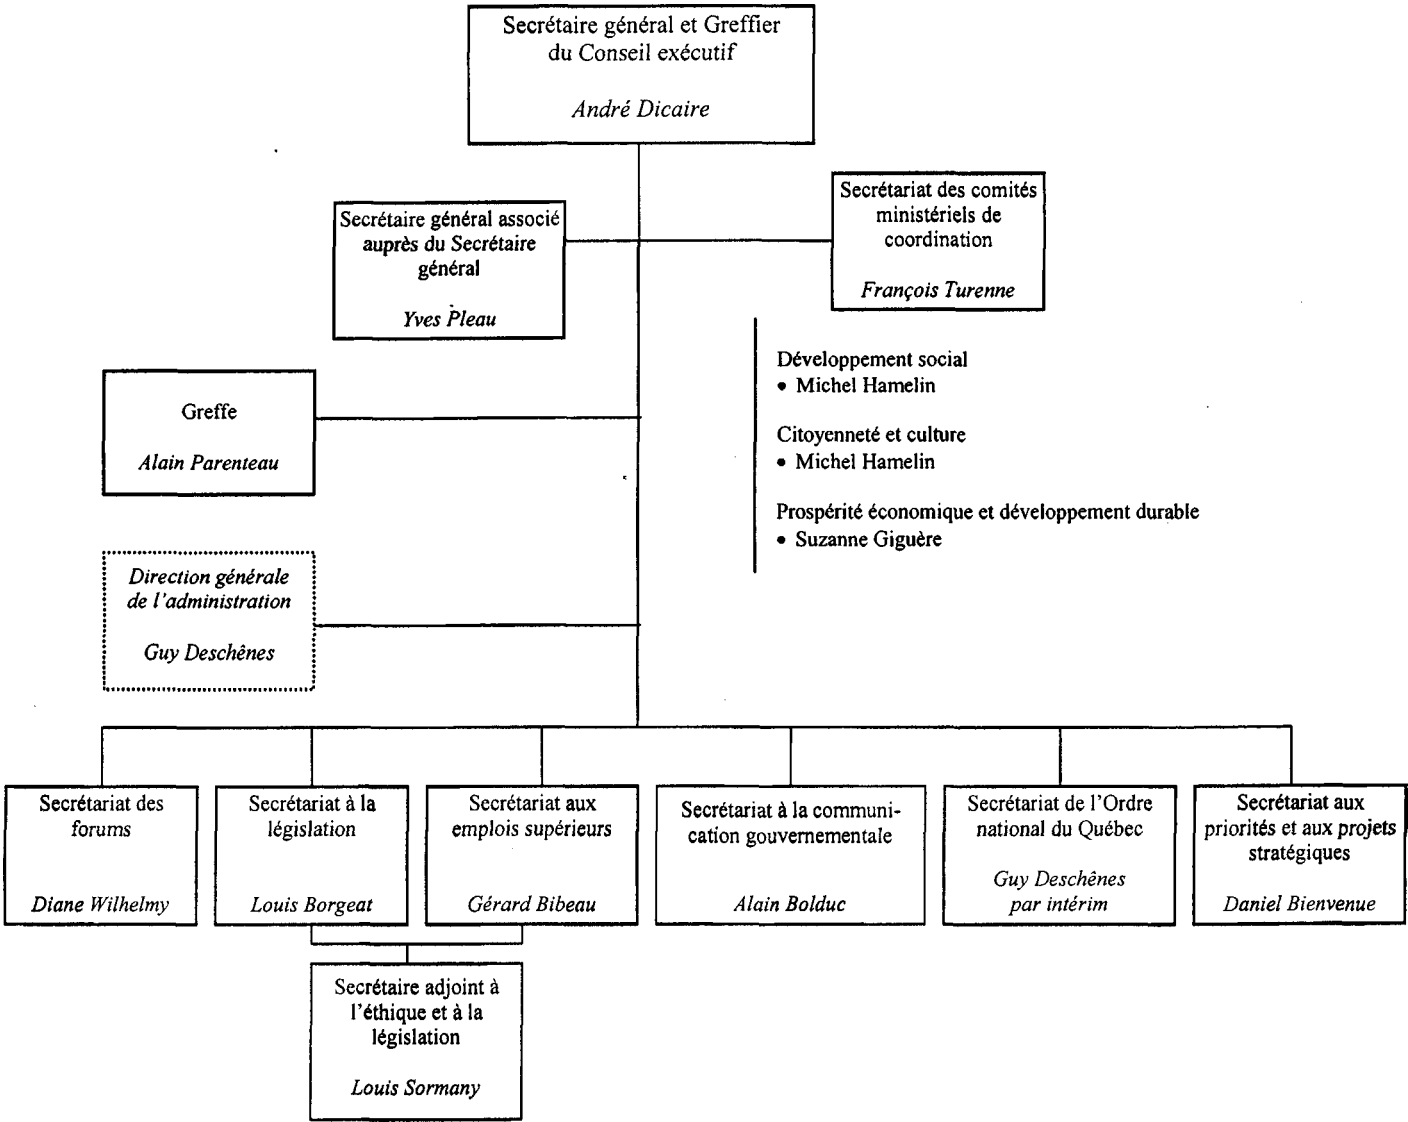 Secrétaire général et Greffier
du Conseil exécutif
André Dicaire
Secrétaire général associé
auprès du Secrétaire
général
Yves Pleau
Secrétariat des comités
ministériels de
coordination
François Turenne
Développement social
• Michel Hamelin
Citoyenneté et culture
• Michel Hamelin
Prospérité économique et développement durable
• Suzanne Giguère
Greffe
Alain Parenteau
Direction générale
de l'administration
Guy Deschênes
Secrétariat des
forums
Diane Wilhelmy
Secrétariat à la
législation
Louis Borgeat
Secrétariat aux
emplois supérieurs
Gérard Bibeau
Secrétariat à la communi-
cation gouvernementale
Alain Bolduc
Secrétariat de l'Ordre
national du Québec
Guy Deschênes
par intérim
Secrétariat aux
priorités et aux projets
stratégiques
Daniel Bienvenue
Secrétaire adjoint à
l'éthique et à la
législation
Louis Sormany